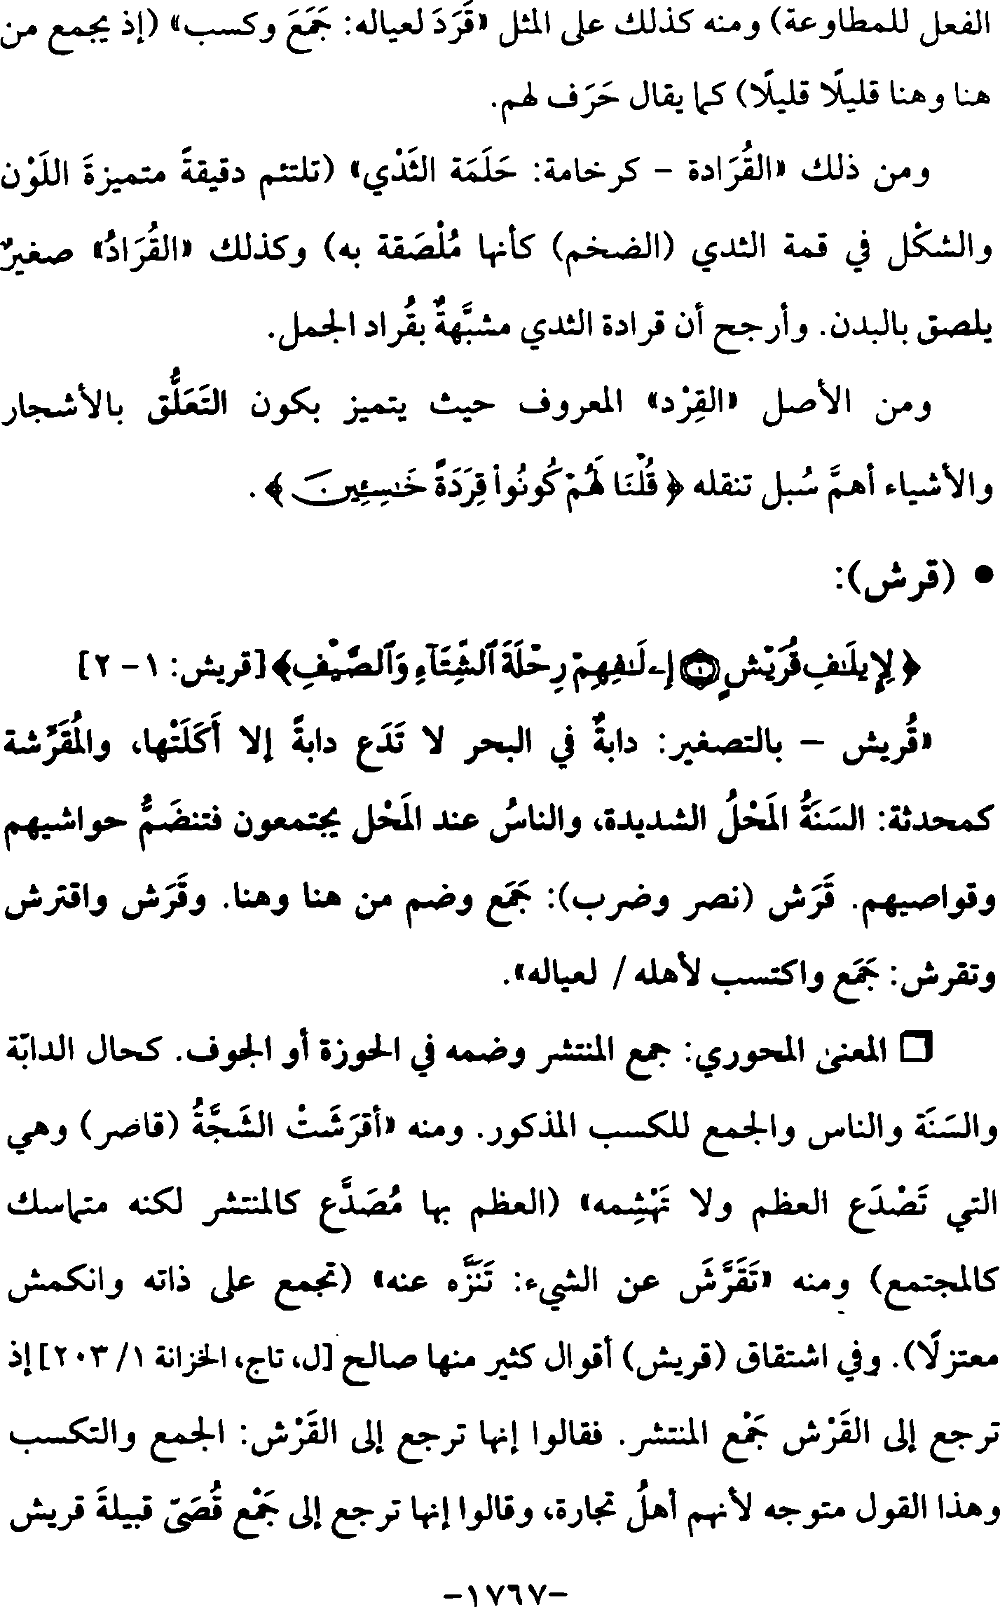 الفعل للمطاوعة) ومنه كذلك على المثل «قَرَدَ لعياله: جَمَعَ وكسب» (إذ يجمع من
هنا وهنا قليلًا قليلًا) كما يقال حَرَف لهم.
ومن ذلك «القُرَادة – كرخامة: حَلَمَة الثَدْي» (تلتئم دقيقةً متميزةَ اللَوْن
والشكْل في قمة الثدي (الضخم) كأنها مُلْصَقة به) وكذلك «القُرَادُ» صغيرٌ
يلصق بالبدن. وأرجح أن قرادة الثدي مشبَّهةٌ بقُراد الجمل.
ومن الأصل «القِرْد» المعروف حيث يتميز بكون التَعَلُّق بالأشجار
والأشياء أهمَّ سُبل تنقله ﴿قُلْنَا لَهُمْ كُونُوا۟ قِرَدَةً خَـٰسِـِٔينَ﴾.
● (قرش):
﴿لِإِيلَـٰفِ قُرَيْشٍ ۝١ إِۦلَـٰفِهِمْ رِحْلَةَ ٱلشِّتَآءِ وَٱلصَّيْفِ﴾ [قريش: ١ – ٢]
«قُريش – بالتصغير: دابةٌ في البحر لا تَدَع دابةً إلا أَكَلَتْها، والمُقَرِّشة
كمحدثة: السَنَةُ المَحْلُ الشديدة، والناسُ عند المَحْل يجتمعون فتنضَمُّ حواشيهم
وقواصيهم. قَرَش (نصر وضرب): جَمَع وضم من هنا وهنا. وقَرَش واقترش
وتقرش: جَمَع واكتسب لأهله / لعياله».
❐ المعنى المحوري: جمع المنتشر وضمه في الحوزة أو الجوف. كحال الدابّة
والسَنَة والناس والجمع للكسب المذكور. ومنه «أقرَشَتْ الشَجَّةُ (قاصر) وهي
التي تَصْدَع العظم ولا تَهْشِمه» (العظم بها مُصَدَّع كالمنتشر لكنه متماسك
كالمجتمع) ومنه «تَقَرَّشَ عن الشيء: تَنَزَّه عنه» (تجمع على ذاته وانكمش
معتزلًا). وفي اشتقاق (قريش) أقوال كثير منها صالح [ل، تاج، الخزانة ١/ ٢٠٣] إذ
ترجع إلى القَرْش جَمْع المنتشر. فقالوا إنها ترجع إلى القَرْش: الجمع والتكسب
وهذا القول متوجه لأنهم أهلُ تجارة، وقالوا إنها ترجع إلى جَمْع قُصَىّ قبيلةَ قريش
–١٧٦٧–